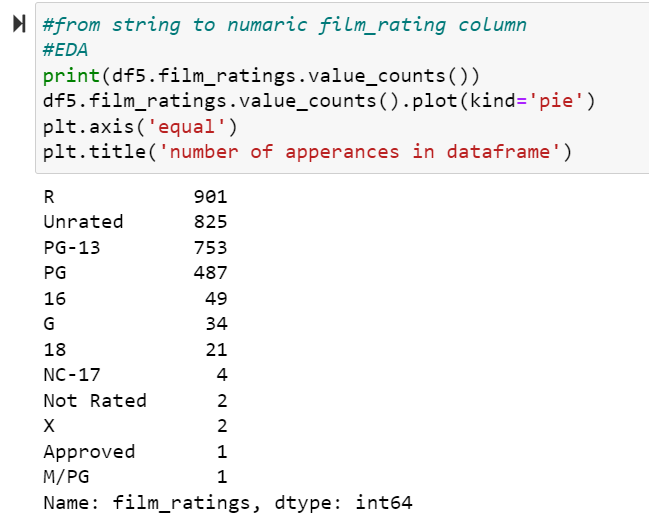 #from string to numaric film_rating column
#EDA
print(df5.film_ratings.value_counts())
df5.film_ratings.value_counts().plot(kind='pie')
plt.axis('equal')
plt.title('number of apperances in dataframe')
R 901
Unrated 825
PG-13 753
PG 487
16 49
G 34
18 21
NC-17 4
Not Rated 2
X 2
Approved 1
M/PG 1
Name: film_ratings, dtype: int64